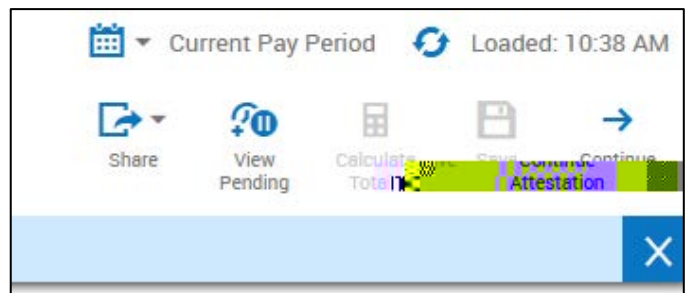 Current Pay Period Loaded: 10:38 AM
Share View Calculate Save Continue
Pending Attestation